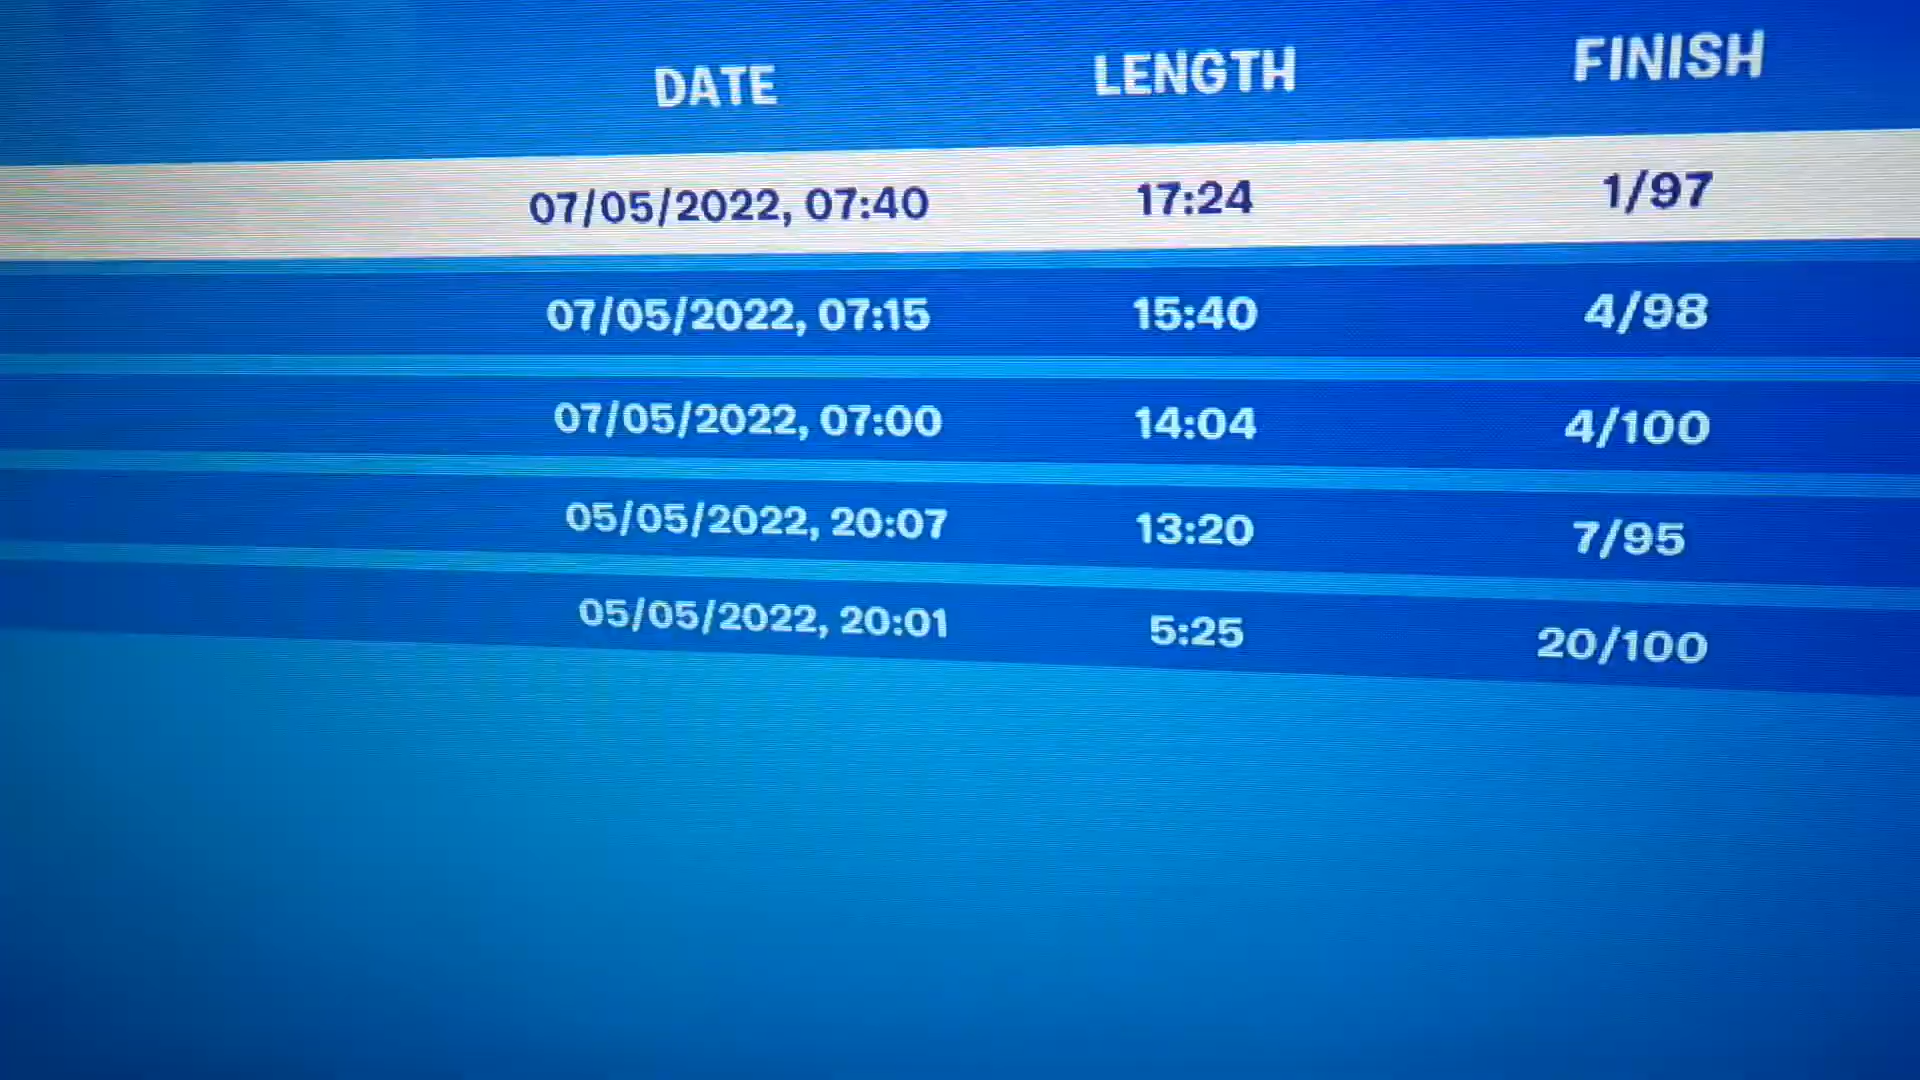 DATE LENGTH FINISH
07/05/2022, 07:40 17:24 1/97
07/05/2022, 07:15 15:40 4/98
07/05/2022, 07:00 14:04 4/100
05/05/2022, 20:07 13:20 7/95
05/05/2022, 20:01 5:25 20/100